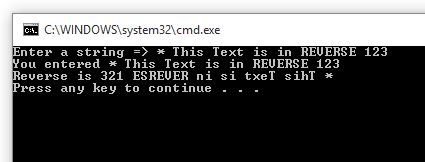 C:\WINDOWS\system32\cmd.exe
Enter a string => * This Text is in REVERSE 123
You entered * This Text is in REVERSE 123
Reverse is 321 ESREVER ni si txeT sihT *
Press any key to continue . . .